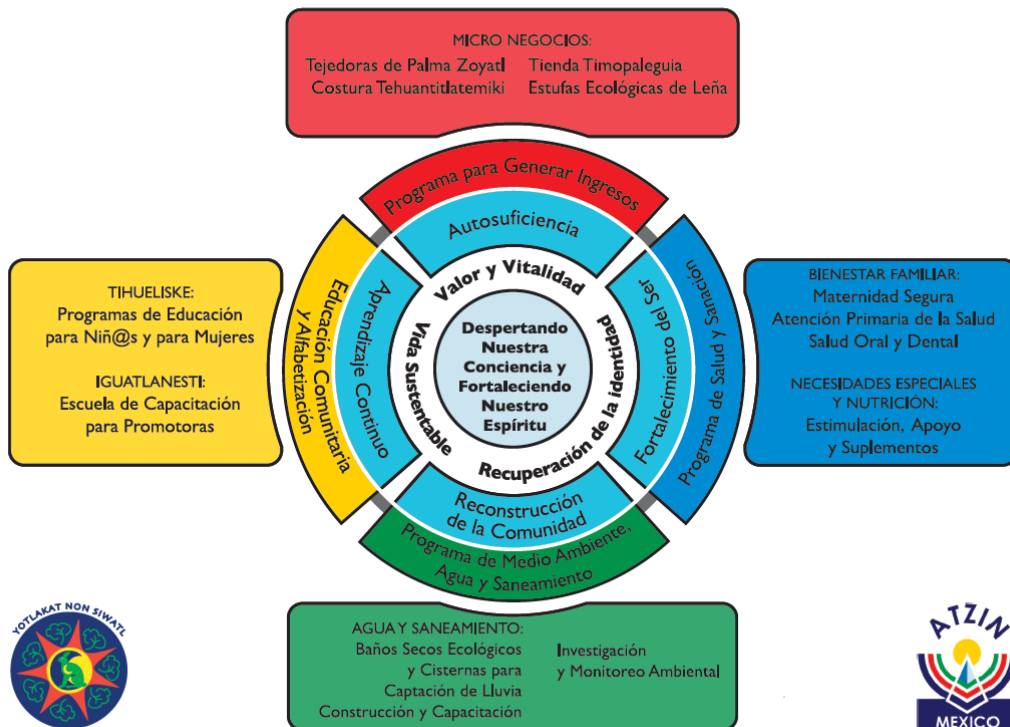 MICRO NEGOCIOS:
Tejedoras de Palma Zoyatl
Costura Tehuantitlatemiki
Tienda Timopaleguia
Estufas Ecológicas de Leña
Programa para Generar Ingresos
Autosuficiencia
Valor y Vitalidad
TIHUELISKE:
Programas de Educación
para Niñ@s y para Mujeres
IGUATLANESTI:
Escuela de Capacitación
para Promotoras
Educación Comunitaria
y Alfabetización
Aprendizaje Continuo
Vida Sustentable
Despertando
Nuestra
Conciencia y
Fortaleciendo
Nuestro
Espíritu
Recuperación de la identidad
Fortalecimiento del Ser
Programa de Salud y Sanación
BIENESTAR FAMILIAR:
Maternidad Segura
Atención Primaria de la Salud
Salud Oral y Dental
NECESIDADES ESPECIALES
Y NUTRICIÓN:
Estimulación, Apoyo
y Suplementos
Reconstrucción
de la Comunidad
Programa de Medio Ambiente,
Agua y Saneamiento
AGUA Y SANEAMIENTO:
Baños Secos Ecológicos
y Cisternas para
Captación de Lluvia
Construcción y Capacitación
Investigación
y Monitoreo Ambiental
YOTLAKAT NON SIWATL
ATZIN
MEXICO